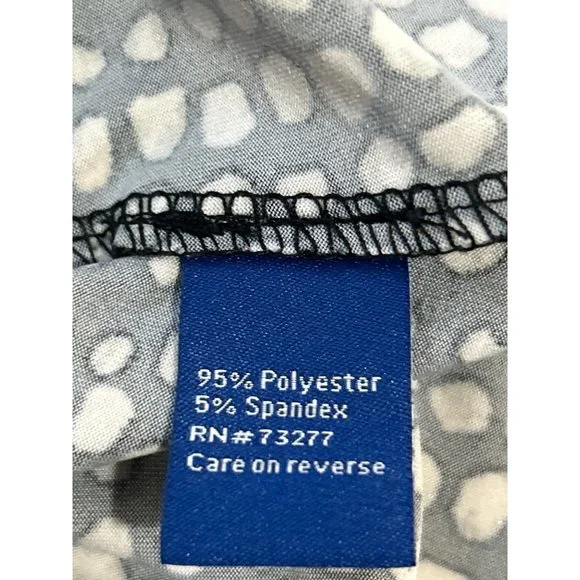 95% Polyester
5% Spandex
RN#73277
Care on reverse